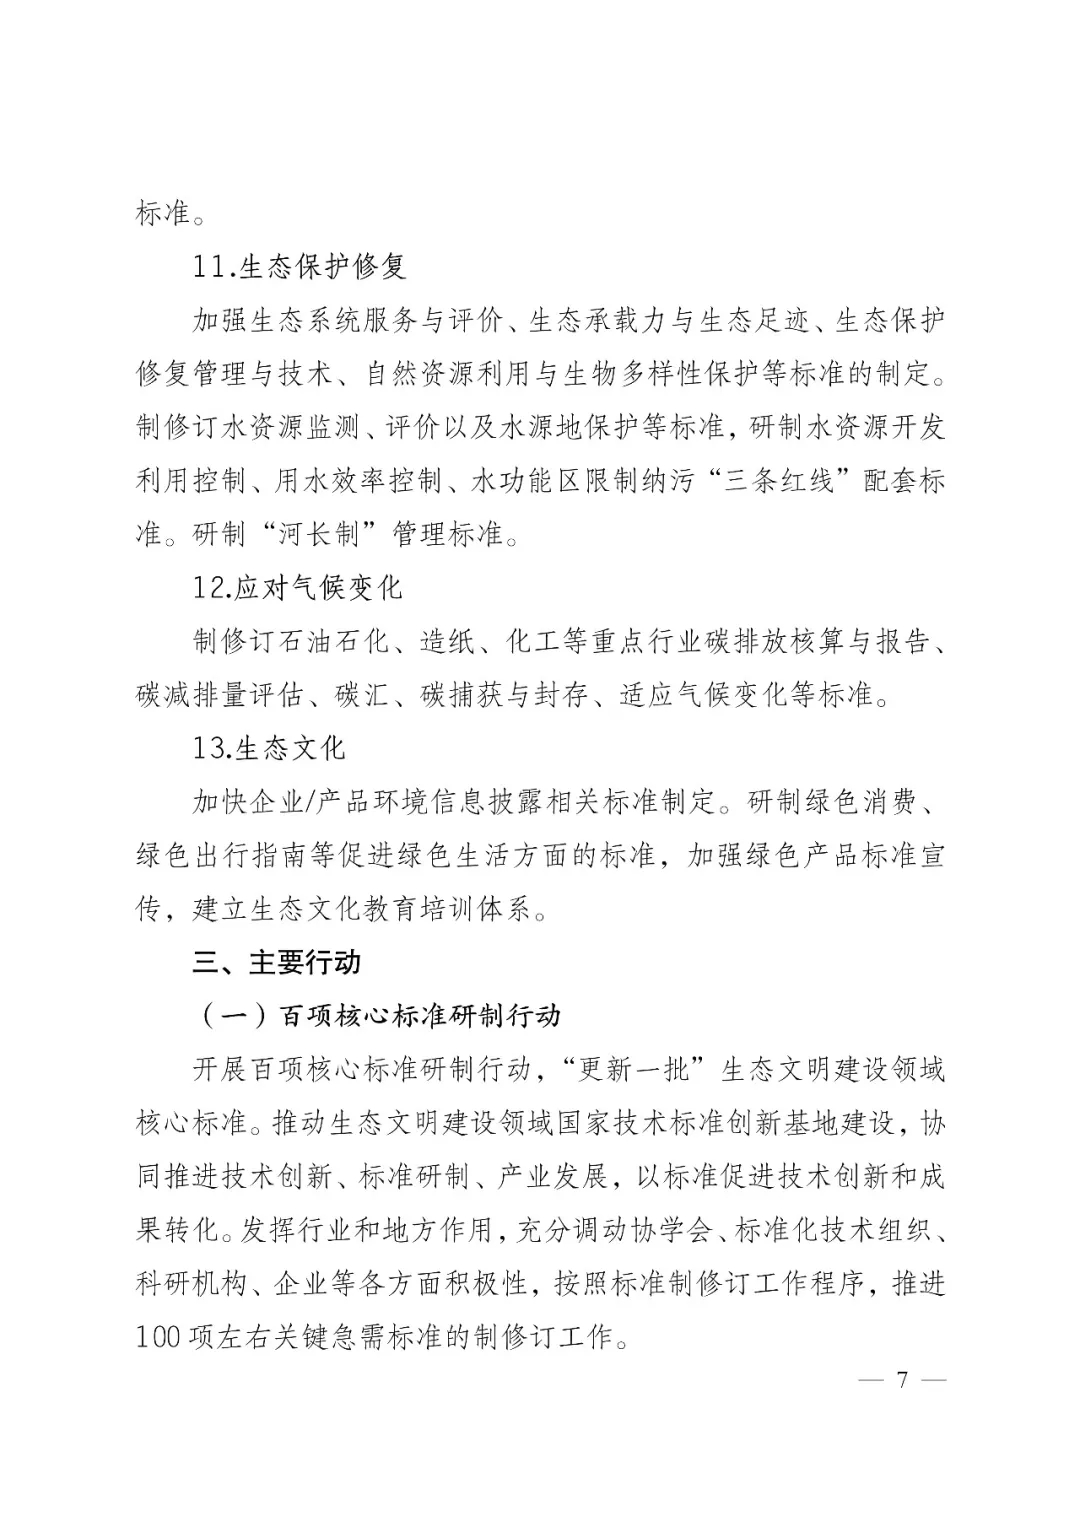 标准。
11.生态保护修复
加强生态系统服务与评价、生态承载力与生态足迹、生态保护
修复管理与技术、自然资源利用与生物多样性保护等标准的制定。
制修订水资源监测、评价以及水源地保护等标准，研制水资源开发
利用控制、用水效率控制、水功能区限制纳污“三条红线”配套标
准。研制“河长制”管理标准。
12.应对气候变化
制修订石油石化、造纸、化工等重点行业碳排放核算与报告、
碳减排量评估、碳汇、碳捕获与封存、适应气候变化等标准。
13.生态文化
加快企业/产品环境信息披露相关标准制定。研制绿色消费、
绿色出行指南等促进绿色生活方面的标准，加强绿色产品标准宣
传，建立生态文化教育培训体系。
三、主要行动
（一）百项核心标准研制行动
开展百项核心标准研制行动，“更新一批”生态文明建设领域
核心标准。推动生态文明建设领域国家技术标准创新基地建设，协
同推进技术创新、标准研制、产业发展，以标准促进技术创新和成
果转化。发挥行业和地方作用，充分调动协学会、标准化技术组织、
科研机构、企业等各方面积极性，按照标准制修订工作程序，推进
100 项左右关键急需标准的制修订工作。
— 7 —